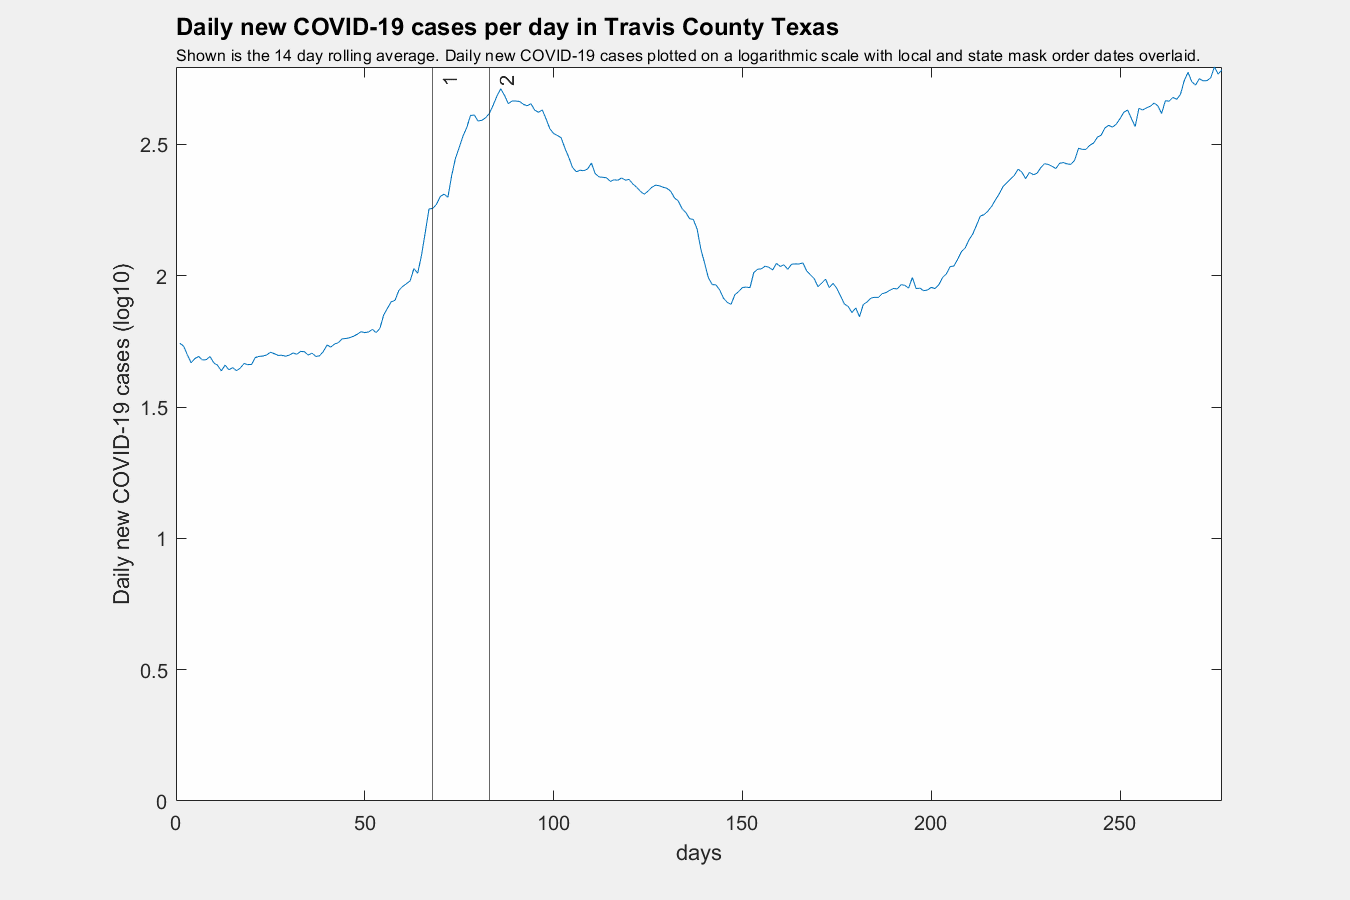 Daily new COVID-19 cases per day in Travis County Texas
Shown is the 14 day rolling average. Daily new COVID-19 cases plotted on a logarithmic scale with local and state mask order dates overlaid.
1
2
2.5
2
1.5
1
0.5
0
Daily new COVID-19 cases (log10)
0 50 100 150 200 250
days